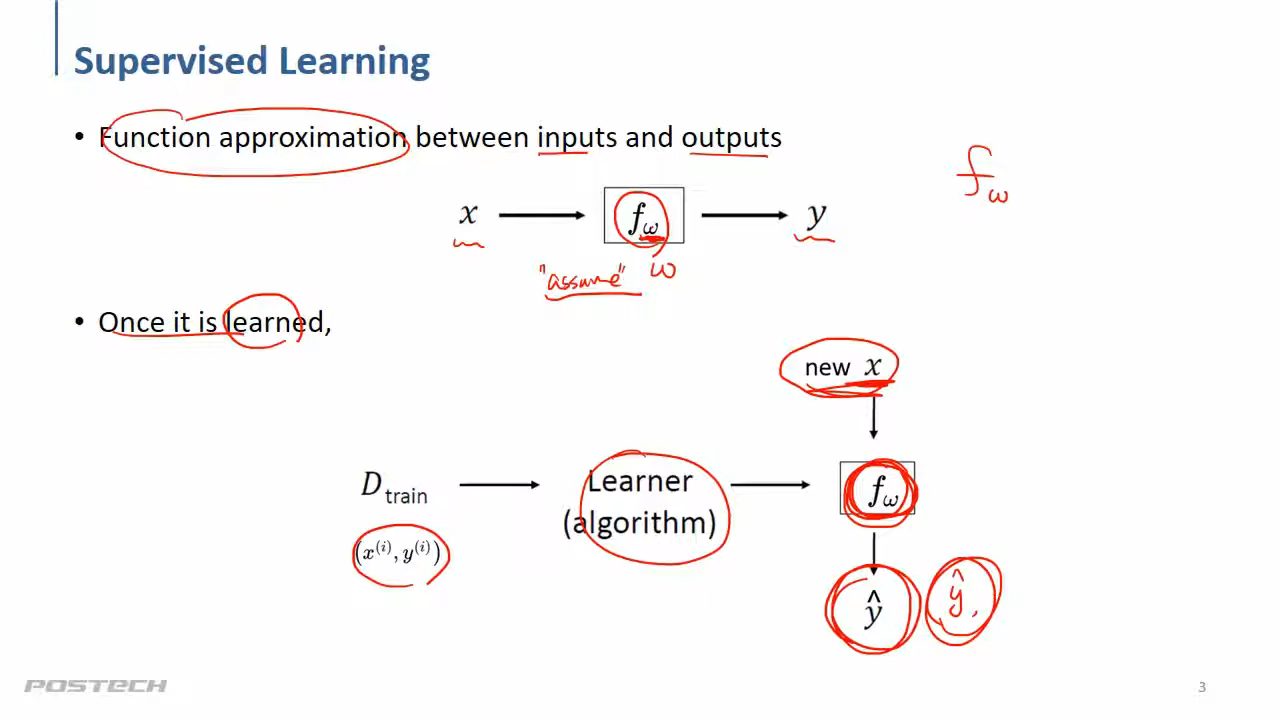 Supervised Learning
• Function approximation between inputs and outputs
f_ω
x f_ω y
"assume" ω
• Once it is learned,
new x
D_train Learner f_ω
(algorithm)
(x^(i), y^(i))
ŷ ŷ,
POSTECH 3